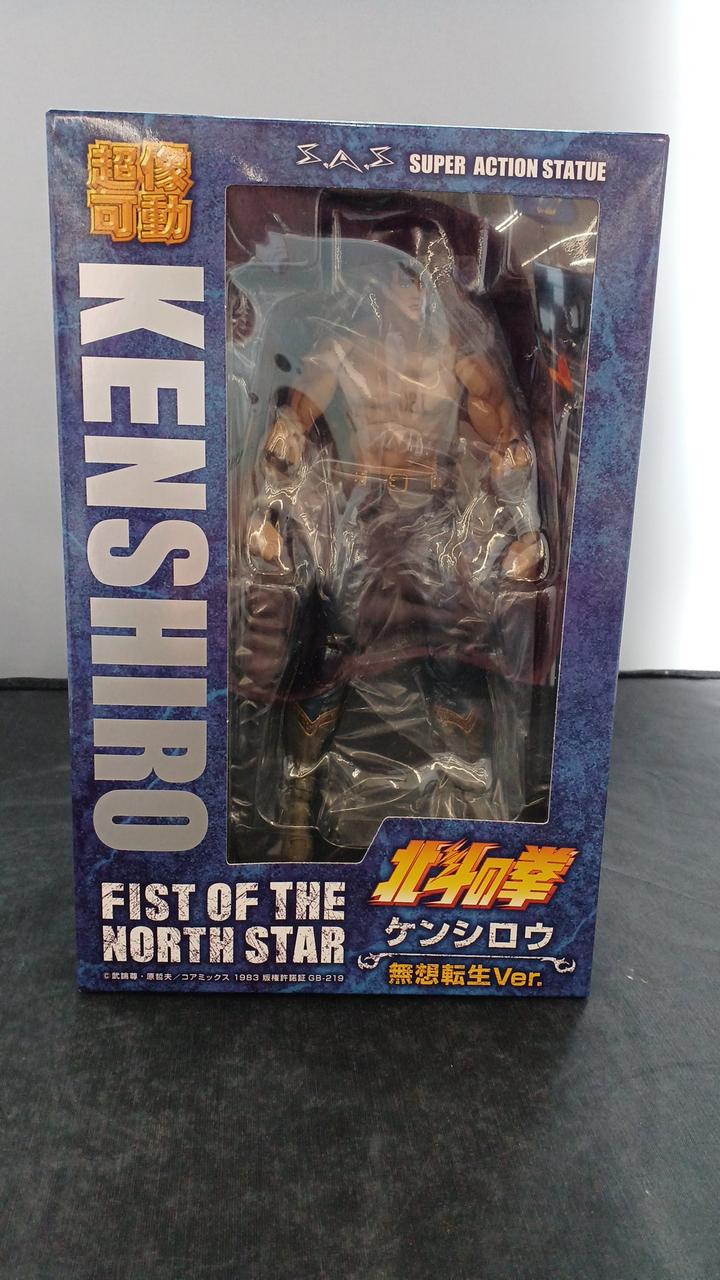 超像
可動
S.A.S SUPER ACTION STATUE
KENSHIRO
FIST OF THE
NORTH STAR
©武論尊・原哲夫／コアミックス 1983 版権許諾証 GB-219
北斗の拳
ケンシロウ
無想転生Ver.